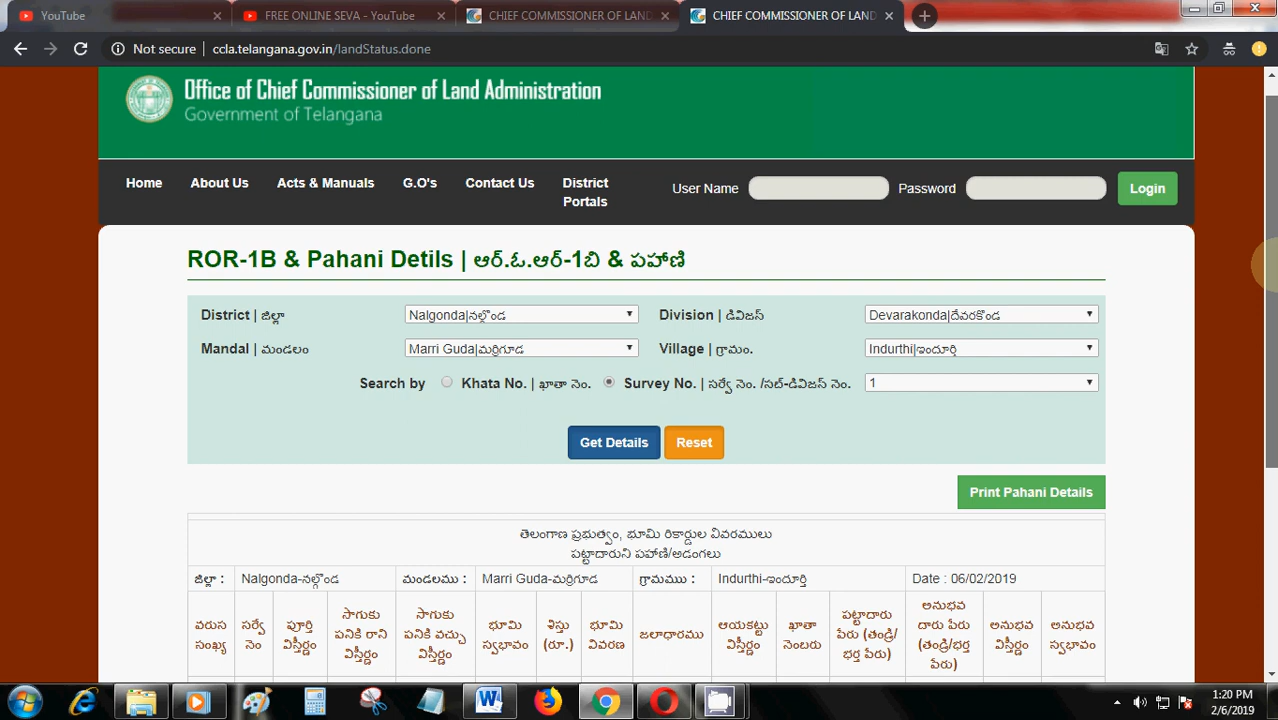 YouTube
FREE ONLINE SEVA - YouTube
CHIEF COMMISSIONER OF LAND
CHIEF COMMISSIONER OF LAND
Not secure
ccla.telangana.gov.in/landStatus.done
Office of Chief Commissioner of Land Administration
Government of Telangana
Home
About Us
Acts & Manuals
G.O's
Contact Us
District
Portals
User Name
Password
Login
ROR-1B & Pahani Detils | ఆర్.ఓ.ఆర్-1బి & పహాణి
District | జిల్లా
Nalgonda|నల్గొండ
Division | డివిజన్
Devarakonda|దేవరకొండ
Mandal | మండలం
Marri Guda|మర్రిగూడ
Village | గ్రామం.
Indurthi|ఇందూర్తి
Search by
Khata No. | ఖాతా నెం.
Survey No. | సర్వే నెం. /సబ్-డివిజన్ నెం.
1
Get Details
Reset
Print Pahani Details
తెలంగాణ ప్రభుత్వం, భూమి రికార్డుల వివరములు
పట్టాదారుని పహాణి/అడంగలు
జిల్లా :
Nalgonda-నల్గొండ
మండలము :
Marri Guda-మర్రిగూడ
గ్రామము :
Indurthi-ఇందూర్తి
Date : 06/02/2019
వరుస
సంఖ్య
సర్వే
నెం
పూర్తి
విస్తీర్ణం
సాగుకు
పనికి రాని
విస్తీర్ణం
సాగుకు
పనికి వచ్చు
విస్తీర్ణం
భూమి
స్వభావం
శిస్తు
(రూ.)
భూమి
వివరణ
జలాధారము
ఆయకట్టు
విస్తీర్ణం
ఖాతా
నెంబరు
పట్టాదారు
పేరు (తండ్రి/
భర్త పేరు)
అనుభవ
దారు పేరు
(తండ్రి/భర్త
పేరు)
అనుభవ
విస్తీర్ణం
అనుభవ
స్వభావం
1:20 PM
2/6/2019